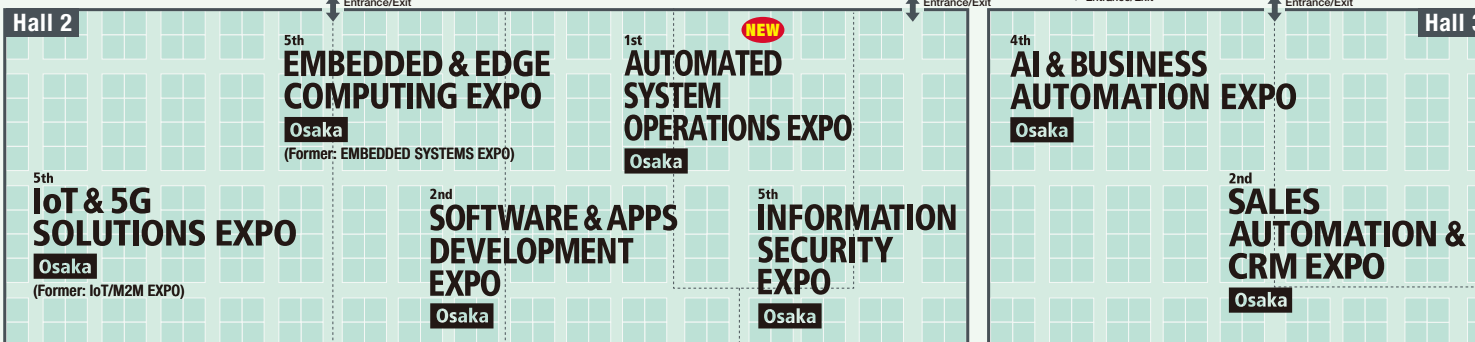 Entrance/Exit
Entrance/Exit
Entrance/Exit
Entrance/Exit
Hall 2
5th
EMBEDDED & EDGE
COMPUTING EXPO
Osaka
(Former: EMBEDDED SYSTEMS EXPO)
NEW
1st
AUTOMATED
SYSTEM
OPERATIONS EXPO
Osaka
5th
IoT & 5G
SOLUTIONS EXPO
Osaka
(Former: IoT/M2M EXPO)
2nd
SOFTWARE & APPS
DEVELOPMENT
EXPO
Osaka
5th
INFORMATION
SECURITY
EXPO
Osaka
Hall
4th
AI & BUSINESS
AUTOMATION EXPO
Osaka
2nd
SALES
AUTOMATION &
CRM EXPO
Osaka